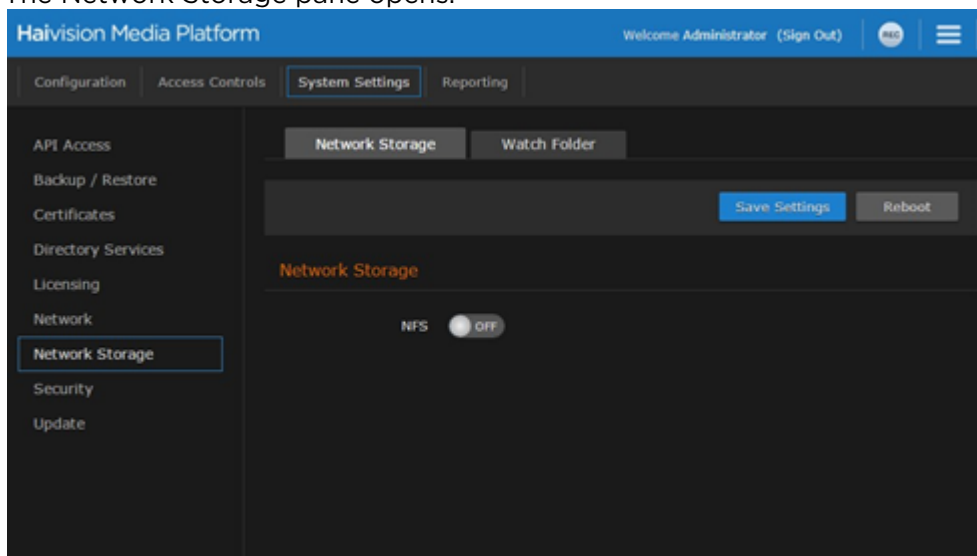 The Network Storage pane opens.
Haivision Media Platform
Welcome Administrator (Sign Out)
REC
Configuration
Access Controls
System Settings
Reporting
API Access
Backup / Restore
Certificates
Directory Services
Licensing
Network
Network Storage
Security
Update
Network Storage
Watch Folder
Save Settings
Reboot
Network Storage
NFS
OFF